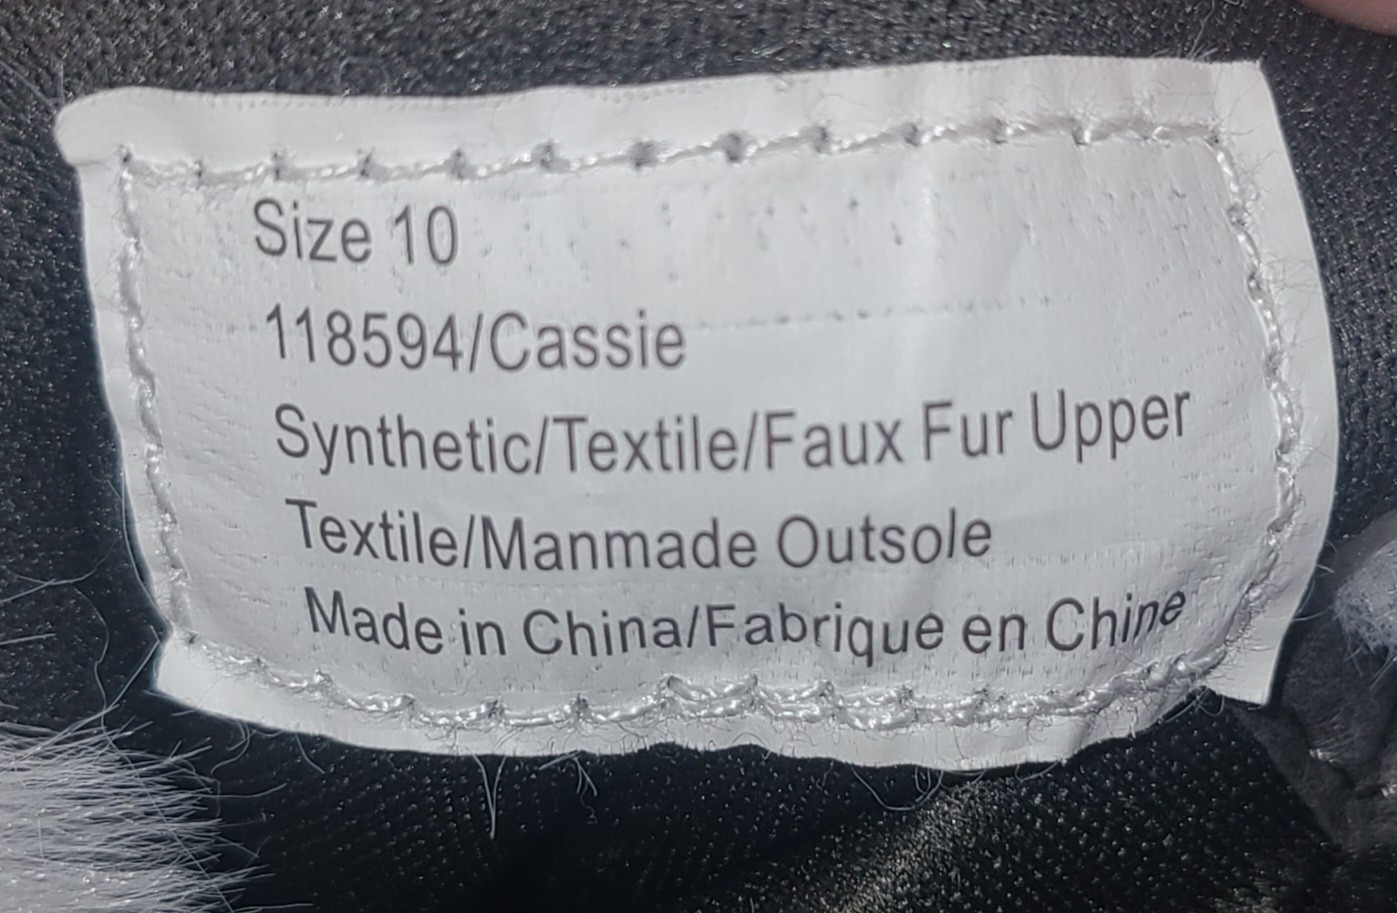 Size 10
118594/Cassie
Synthetic/Textile/Faux Fur Upper
Textile/Manmade Outsole
Made in China/Fabrique en Chine